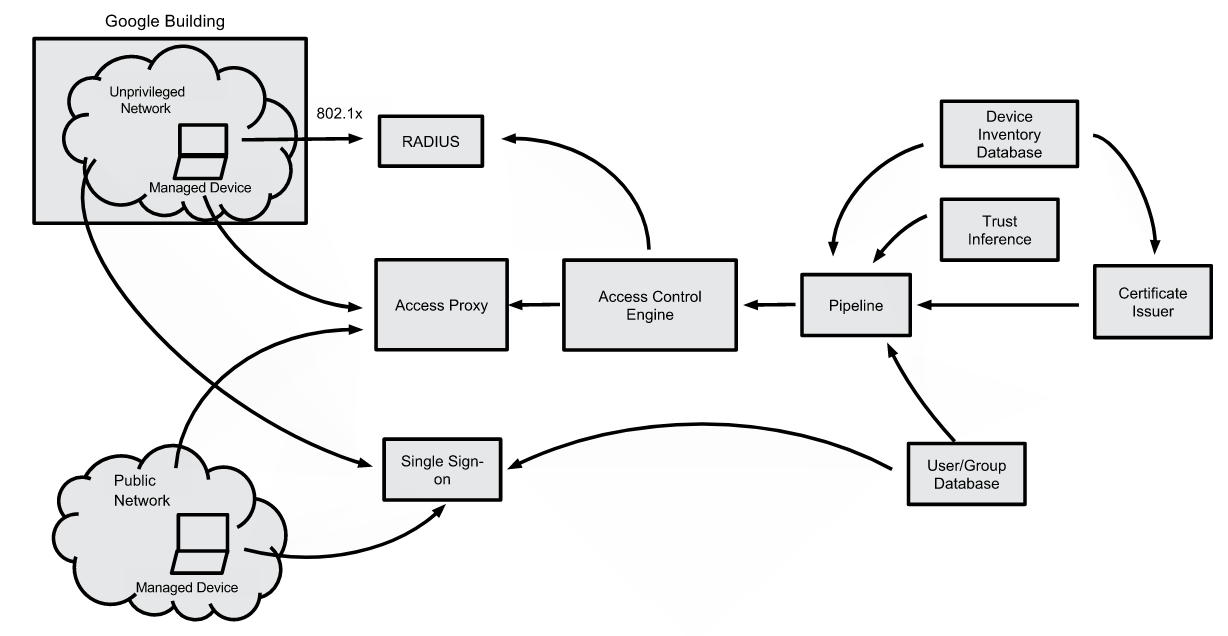 Google Building
Unprivileged
Network
Managed Device
802.1x
RADIUS
Device
Inventory
Database
Trust
Inference
Access Proxy
Access Control
Engine
Pipeline
Certificate
Issuer
Single Sign-
on
User/Group
Database
Public
Network
Managed Device